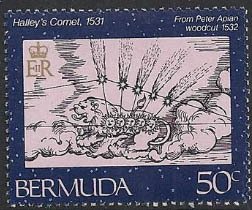 Halley's Comet, 1531
From Peter Apian
woodcut 1532
EIIR
BERMUDA
50c